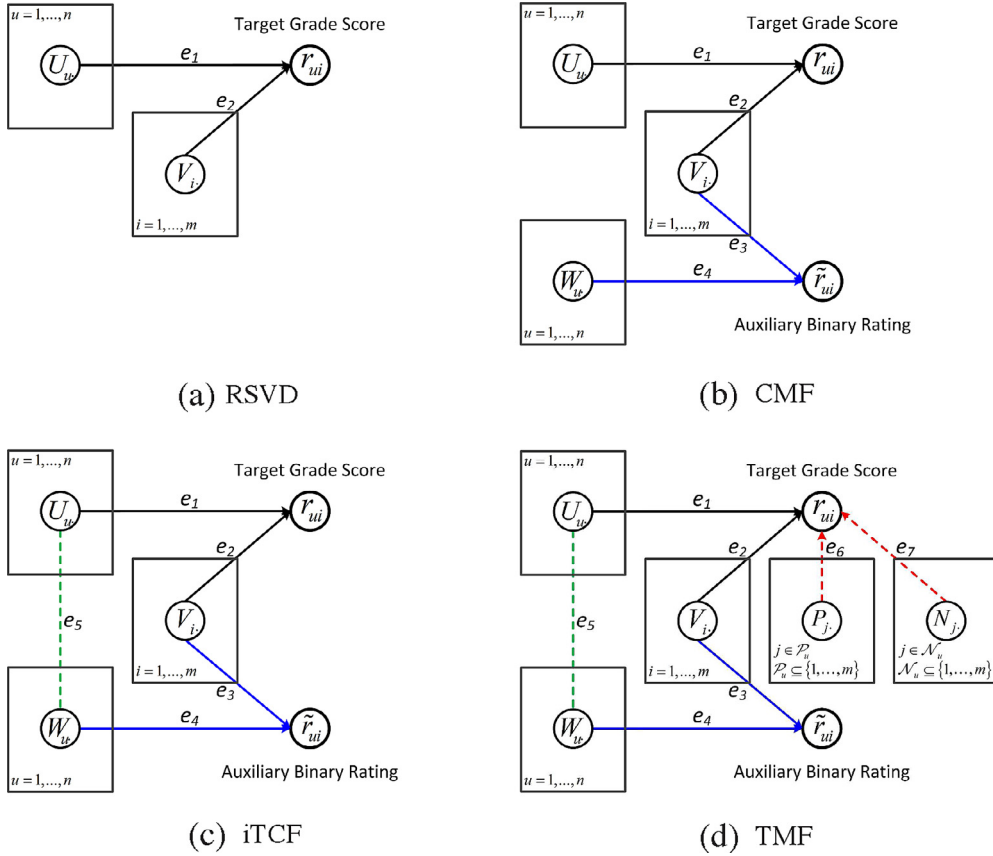 u = 1,...,n
Target Grade Score
U_u·
e_1
r_ui
e_2
V_i·
i = 1,...,m
(a) RSVD
u = 1,...,n
Target Grade Score
U_u·
e_1
r_ui
e_2
V_i·
i = 1,...,m
e_3
W_u·
e_4
r̃_ui
u = 1,...,n
Auxiliary Binary Rating
(b) CMF
u = 1,...,n
Target Grade Score
U_u·
e_1
r_ui
e_2
e_5
V_i·
i = 1,...,m
e_3
W_u·
e_4
r̃_ui
u = 1,...,n
Auxiliary Binary Rating
(c) iTCF
u = 1,...,n
Target Grade Score
U_u·
e_1
r_ui
e_2
e_6
e_7
e_5
V_i·
P_j·
N_j·
i = 1,...,m
j ∈ 𝒫_u
𝒫_u ⊆ {1,...,m}
j ∈ 𝒩_u
𝒩_u ⊆ {1,...,m}
e_3
W_u·
e_4
r̃_ui
u = 1,...,n
Auxiliary Binary Rating
(d) TMF